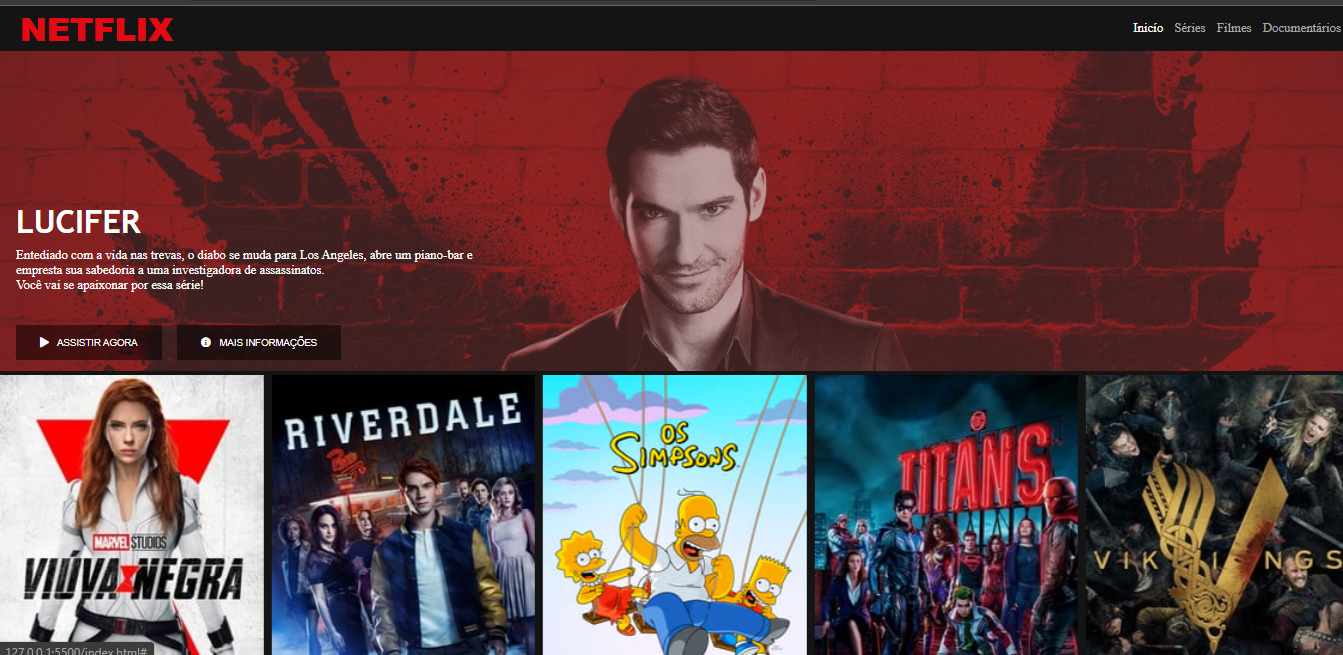 NETFLIX
Inicío Séries Filmes Documentários
LUCIFER
Entediado com a vida nas trevas, o diabo se muda para Los Angeles, abre um piano-bar e
empresta sua sabedoria a uma investigadora de assassinatos.
Você vai se apaixonar por essa série!
ASSISTIR AGORA
MAIS INFORMAÇÕES
MARVEL STUDIOS
VIÚVA NEGRA
RIVERDALE
OS
SIMPSONS
TITÃNS
VIKINGS
127.0.0.1:5500/index.html#